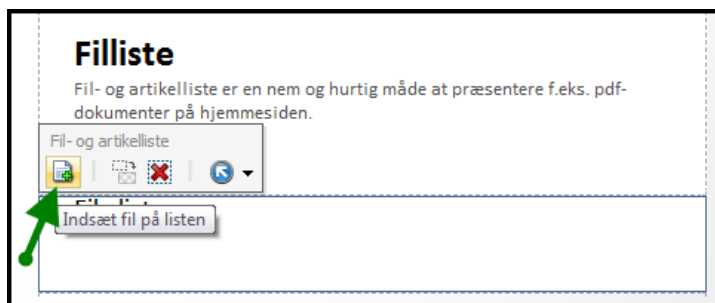 Filliste
Fil- og artikelliste er en nem og hurtig måde at præsentere f.eks. pdf-
dokumenter på hjemmesiden.
Fil- og artikelliste
Indsæt fil på listen